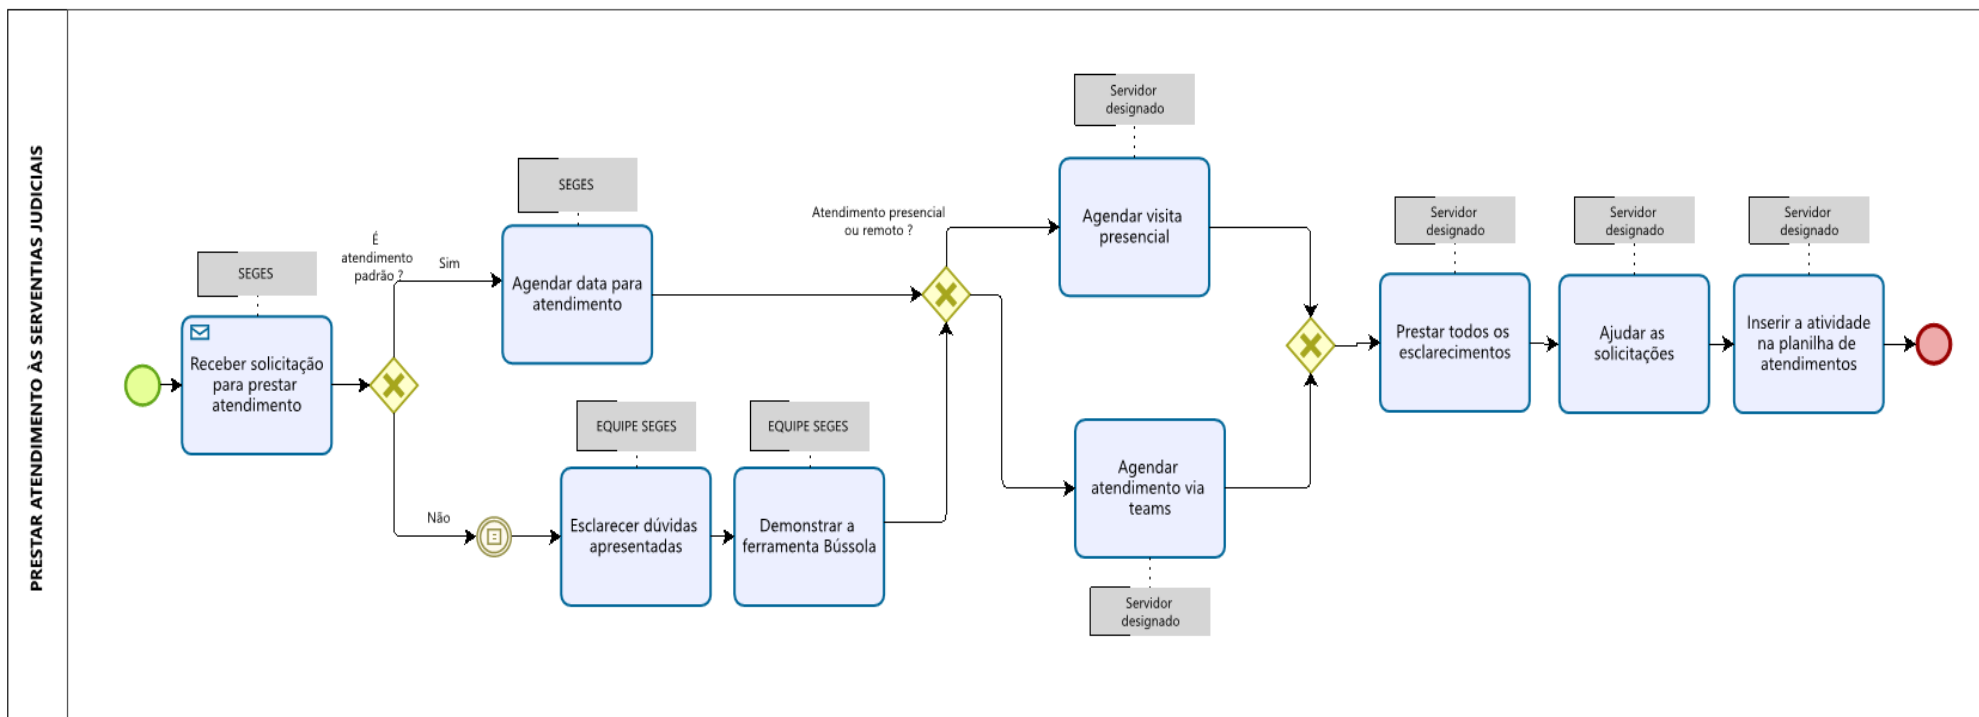 PRESTAR ATENDIMENTO ÀS SERVENTIAS JUDICIAIS
SEGES
Receber solicitação
para prestar
atendimento
É
atendimento
padrão ?
Sim
Não
SEGES
Agendar data para
atendimento
EQUIPE SEGES
Esclarecer dúvidas
apresentadas
EQUIPE SEGES
Demonstrar a
ferramenta Bússola
Atendimento presencial
ou remoto ?
Servidor
designado
Agendar visita
presencial
Agendar
atendimento via
teams
Servidor
designado
Servidor
designado
Prestar todos os
esclarecimentos
Servidor
designado
Ajudar as
solicitações
Servidor
designado
Inserir a atividade
na planilha de
atendimentos